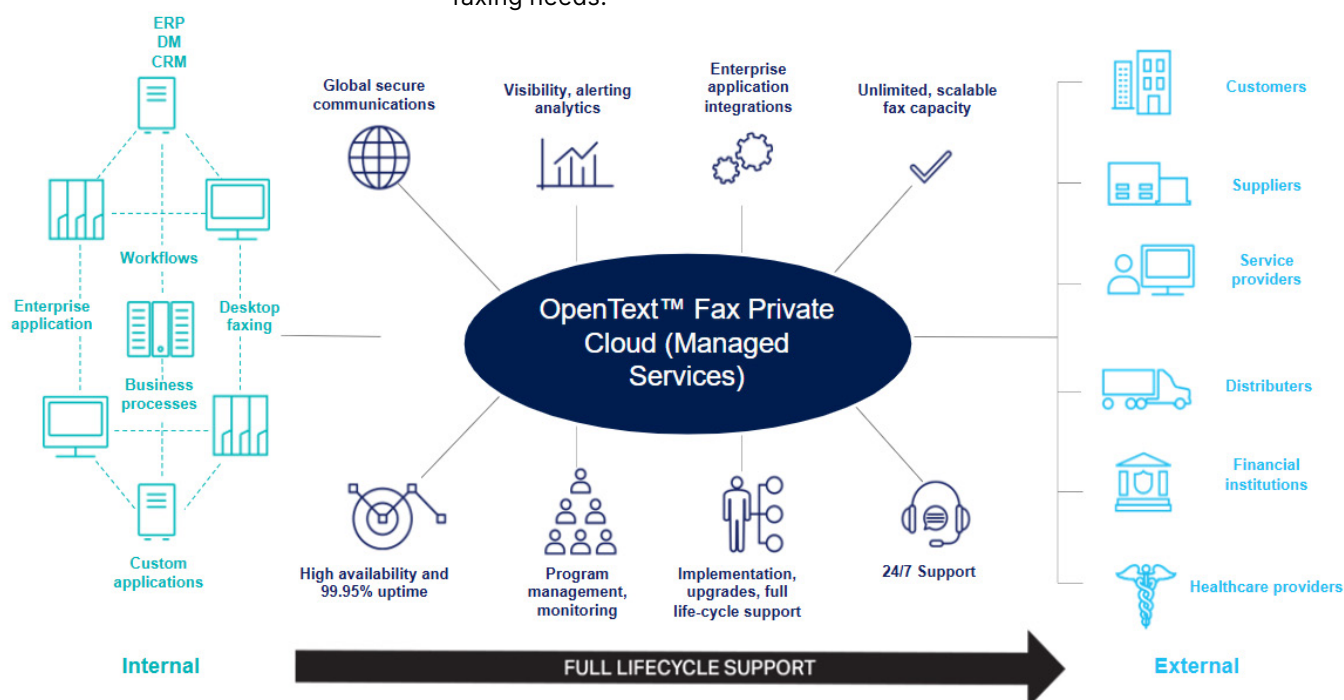 faxing needs.
ERP
DM
CRM
Workflows
Enterprise
application
Desktop
faxing
Business
processes
Custom
applications
Internal
Global secure
communications
Visibility, alerting
analytics
Enterprise
application
integrations
Unlimited, scalable
fax capacity
OpenText™ Fax Private
Cloud (Managed
Services)
High availability and
99.95% uptime
Program
management,
monitoring
Implementation,
upgrades, full
life-cycle support
24/7 Support
FULL LIFECYCLE SUPPORT
Customers
Suppliers
Service
providers
Distributers
Financial
institutions
Healthcare providers
External